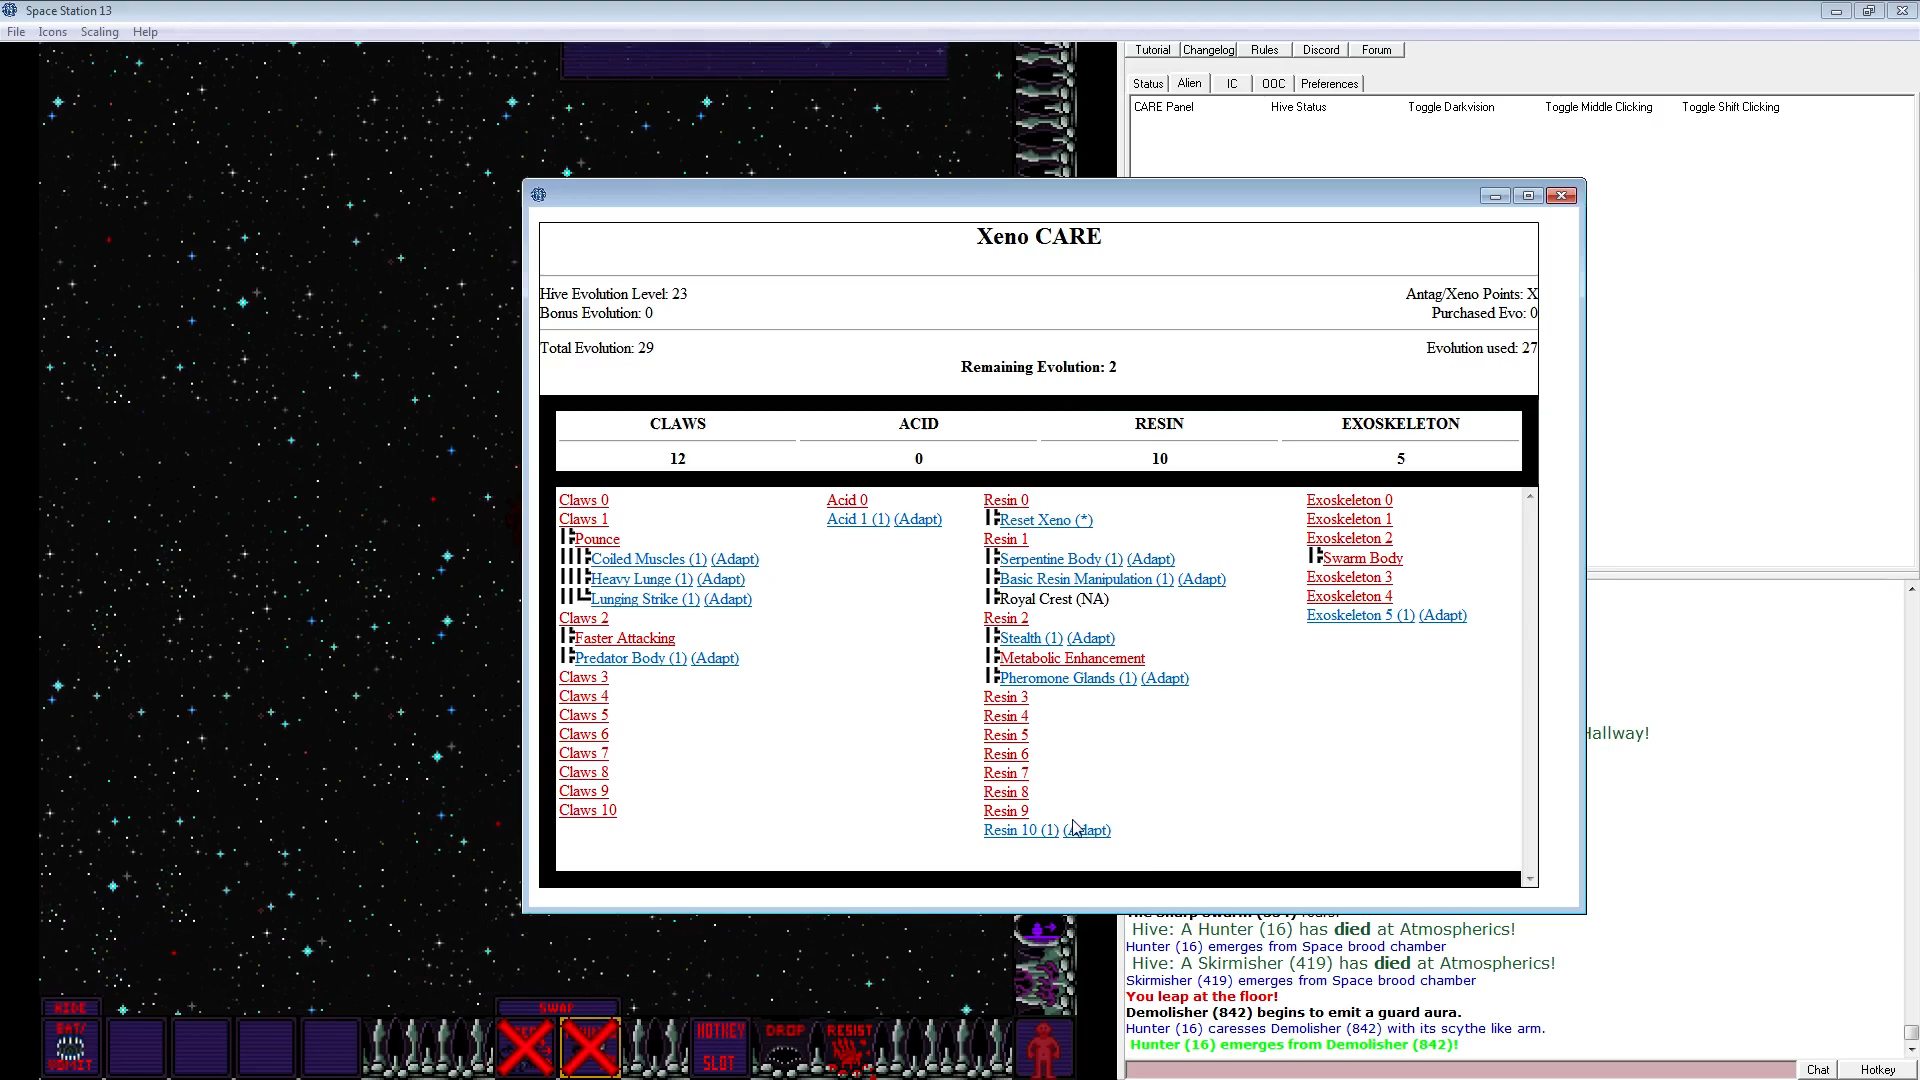 Space Station 13
File Icons Scaling Help
Tutorial Changelog Rules Discord Forum
Status Alien IC OOC Preferences
CARE Panel Hive Status Toggle Darkvision Toggle Middle Clicking Toggle Shift Clicking
Xeno CARE
Hive Evolution Level: 23 Antag/Xeno Points: X
Bonus Evolution: 0 Purchased Evo: 0
Total Evolution: 29 Evolution used: 27
Remaining Evolution: 2
CLAWS ACID RESIN EXOSKELETON
12 0 10 5
Claws 0
Claws 1
Pounce
Coiled Muscles (1) (Adapt)
Heavy Lunge (1) (Adapt)
Lunging Strike (1) (Adapt)
Claws 2
Faster Attacking
Predator Body (1) (Adapt)
Claws 3
Claws 4
Claws 5
Claws 6
Claws 7
Claws 8
Claws 9
Claws 10
Acid 0
Acid 1 (1) (Adapt)
Resin 0
Reset Xeno (*)
Resin 1
Serpentine Body (1) (Adapt)
Basic Resin Manipulation (1) (Adapt)
Royal Crest (NA)
Resin 2
Stealth (1) (Adapt)
Metabolic Enhancement
Pheromone Glands (1) (Adapt)
Resin 3
Resin 4
Resin 5
Resin 6
Resin 7
Resin 8
Resin 9
Resin 10 (1) (Adapt)
Exoskeleton 0
Exoskeleton 1
Exoskeleton 2
Swarm Body
Exoskeleton 3
Exoskeleton 4
Exoskeleton 5 (1) (Adapt)
Hallway!
Hive: A Hunter (16) has died at Atmospherics!
Hunter (16) emerges from Space brood chamber
Hive: A Skirmisher (419) has died at Atmospherics!
Skirmisher (419) emerges from Space brood chamber
You leap at the floor!
Demolisher (842) begins to emit a guard aura.
Hunter (16) caresses Demolisher (842) with its scythe like arm.
Hunter (16) emerges from Demolisher (842)!
Chat Hotkey
HIDE
EAT/
VOMIT
SWAP
HOTKEY
SLOT
DROP
RESIST